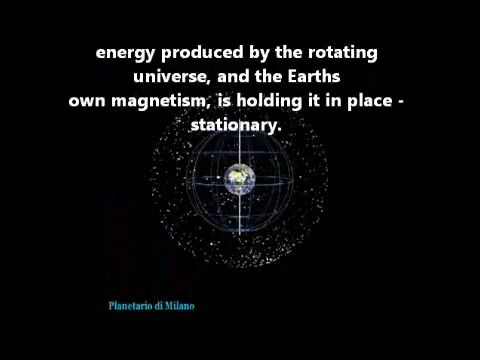 energy produced by the rotating
universe, and the Earths
own magnetism, is holding it in place -
stationary.
Planetario di Milano